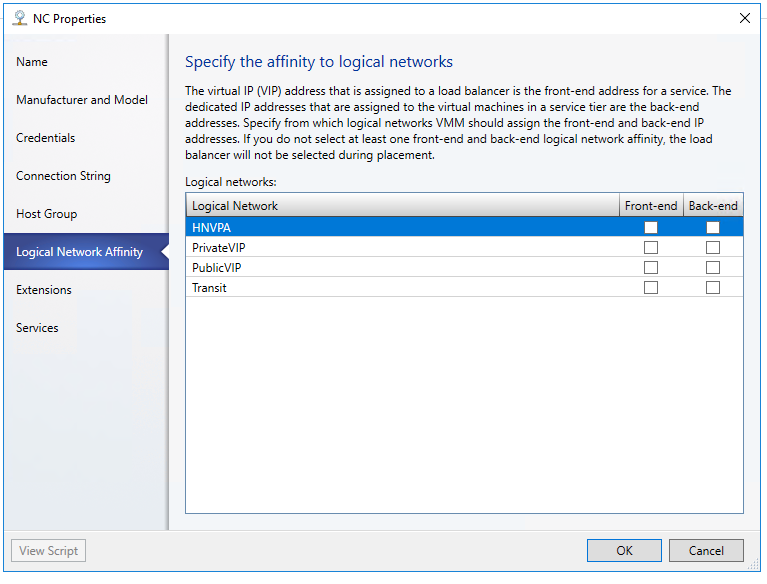 NC Properties
Name
Manufacturer and Model
Credentials
Connection String
Host Group
Logical Network Affinity
Extensions
Services
Specify the affinity to logical networks
The virtual IP (VIP) address that is assigned to a load balancer is the front-end address for a service. The
dedicated IP addresses that are assigned to the virtual machines in a service tier are the back-end
addresses. Specify from which logical networks VMM should assign the front-end and back-end IP
addresses. If you do not select at least one front-end and back-end logical network affinity, the load
balancer will not be selected during placement.
Logical networks:
Logical Network Front-end Back-end
HNVPA
PrivateVIP
PublicVIP
Transit
View Script OK Cancel